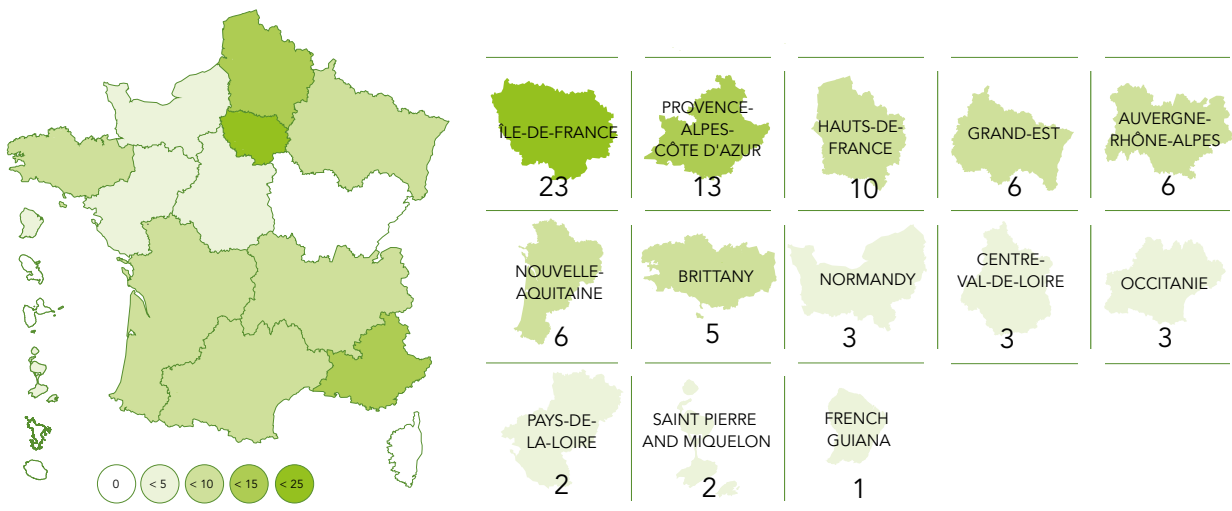 0
< 5
< 10
< 15
< 25
ÎLE-DE-FRANCE
23
PROVENCE-
ALPES-
CÔTE D'AZUR
13
HAUTS-DE-
FRANCE
10
GRAND-EST
6
AUVERGNE-
RHÔNE-ALPES
6
NOUVELLE-
AQUITAINE
6
BRITTANY
5
NORMANDY
3
CENTRE-
VAL-DE-LOIRE
3
OCCITANIE
3
PAYS-DE-
LA-LOIRE
2
SAINT PIERRE
AND MIQUELON
2
FRENCH
GUIANA
1